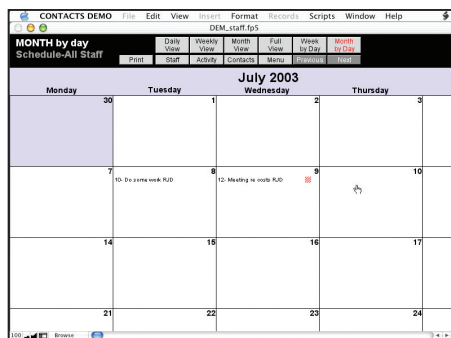 CONTACTS DEMO File Edit View Insert Format Records Scripts Window Help
DEM_staff.fp5
MONTH by day
Schedule-All Staff
Daily View Weekly View Month View Full View Week by Day Month by Day
Print Staff Activity Contacts Menu Previous Next
July 2003
Monday Tuesday Wednesday Thursday
30 1 2 3
7 8 9 10
10- Do some work RJD 12- Meeting re costs RJD
14 15 16 17
21 22 23 24
100 Browse